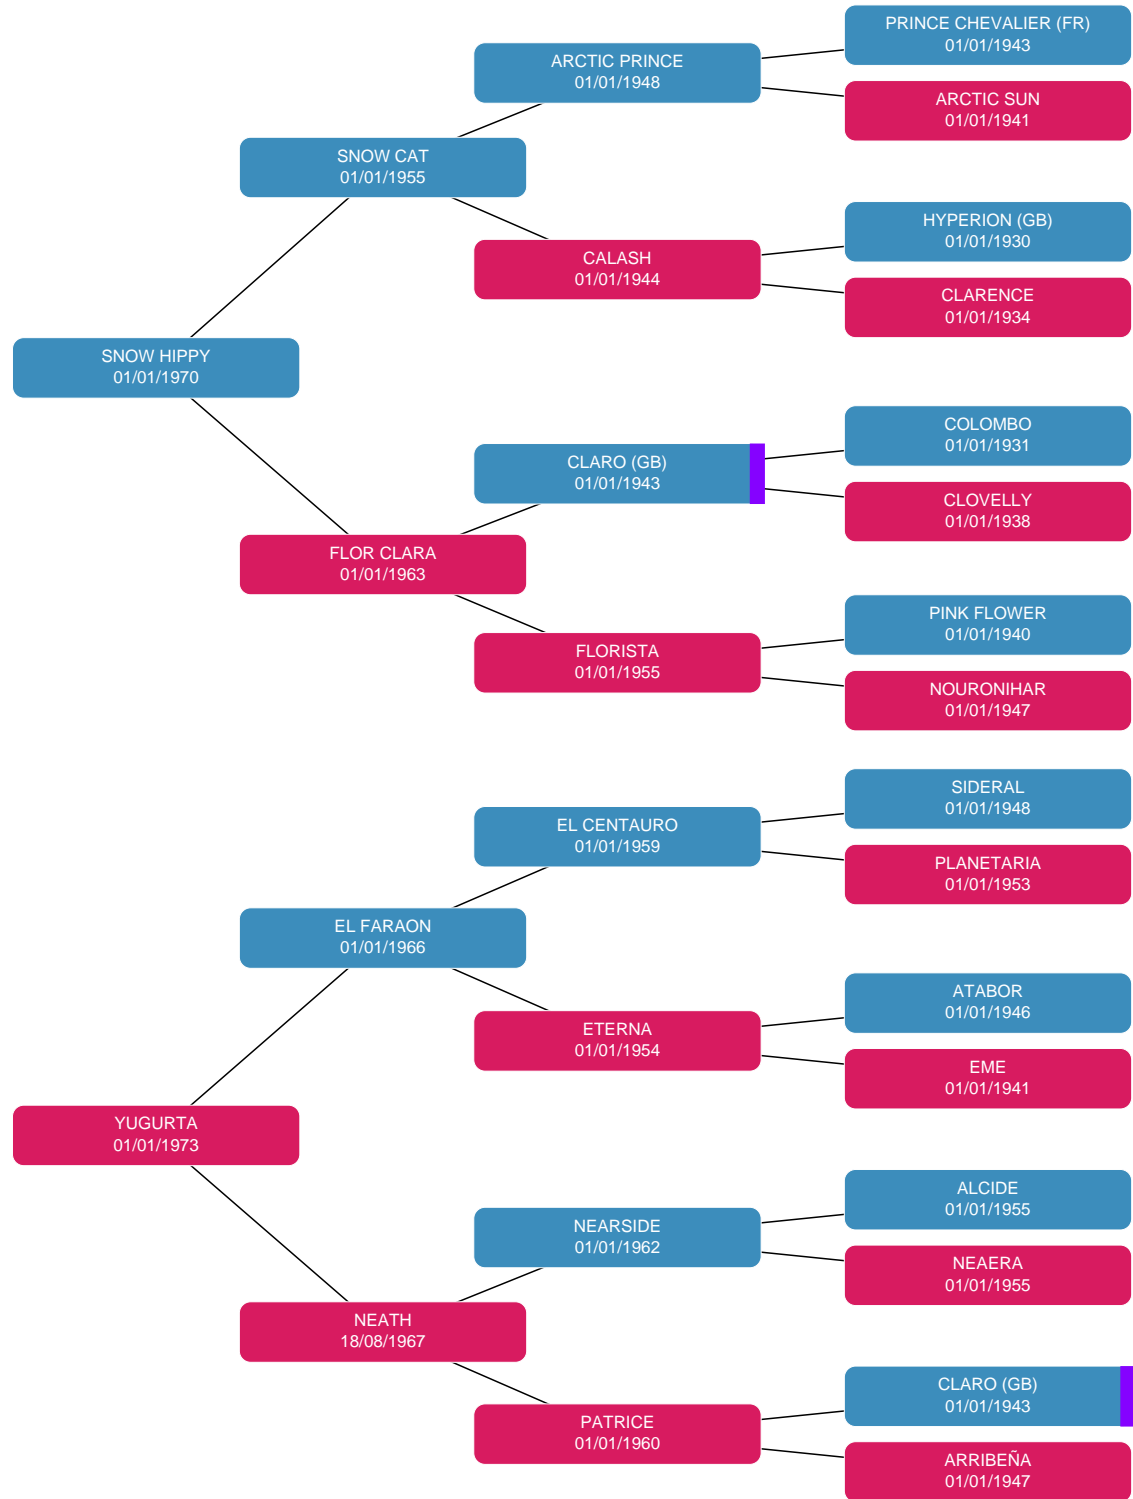 PRINCE CHEVALIER (FR)
01/01/1943
ARCTIC PRINCE
01/01/1948
ARCTIC SUN
01/01/1941
SNOW CAT
01/01/1955
HYPERION (GB)
01/01/1930
CALASH
01/01/1944
CLARENCE
01/01/1934
SNOW HIPPY
01/01/1970
COLOMBO
01/01/1931
CLARO (GB)
01/01/1943
CLOVELLY
01/01/1938
FLOR CLARA
01/01/1963
PINK FLOWER
01/01/1940
FLORISTA
01/01/1955
NOURONIHAR
01/01/1947
SIDERAL
01/01/1948
EL CENTAURO
01/01/1959
PLANETARIA
01/01/1953
EL FARAON
01/01/1966
ATABOR
01/01/1946
ETERNA
01/01/1954
EME
01/01/1941
YUGURTA
01/01/1973
ALCIDE
01/01/1955
NEARSIDE
01/01/1962
NEAERA
01/01/1955
NEATH
18/08/1967
CLARO (GB)
01/01/1943
PATRICE
01/01/1960
ARRIBEÑA
01/01/1947